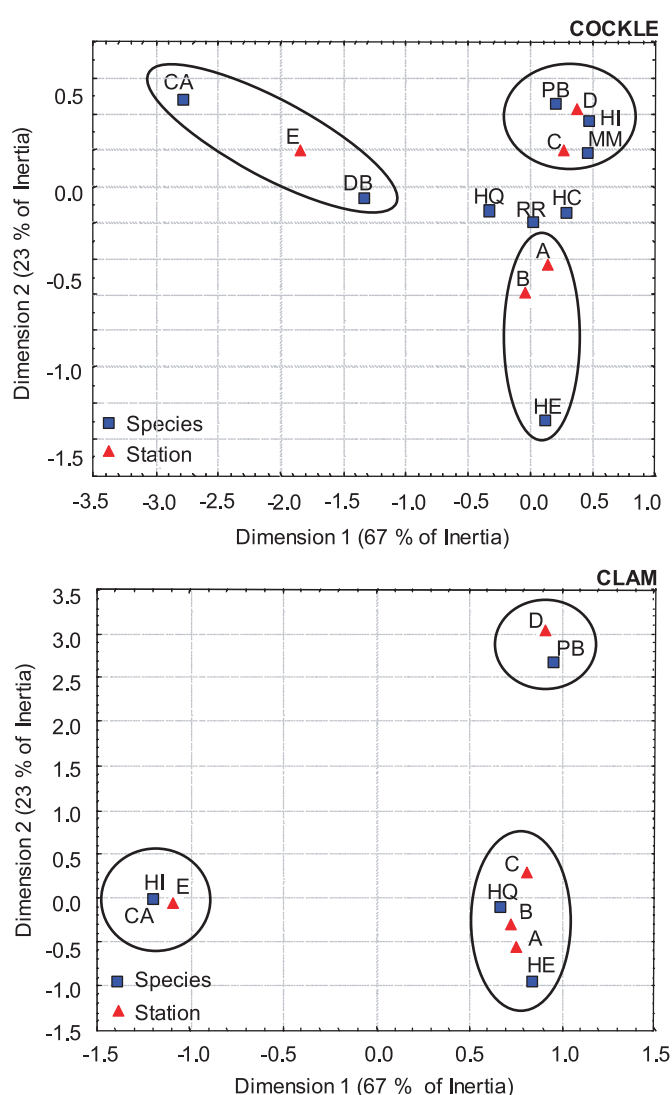 COCKLE
CA
PB
D
HI
E
C
MM
DB
HQ
RR
HC
A
B
HE
0.5
0.0
-0.5
-1.0
-1.5
Dimension 2 (23 % of Inertia)
Species
Station
-3.5 -3.0 -2.5 -2.0 -1.5 -1.0 -0.5 0.0 0.5 1.0
Dimension 1 (67 % of Inertia)
CLAM
3.5
3.0
2.5
2.0
1.5
1.0
0.5
0.0
-0.5
-1.0
-1.5
Dimension 2 (23 % of Inertia)
D
PB
C
HI
E
HQ
CA
B
A
HE
Species
Station
-1.5 -1.0 -0.5 0.0 0.5 1.0 1.5
Dimension 1 (67 % of Inertia)